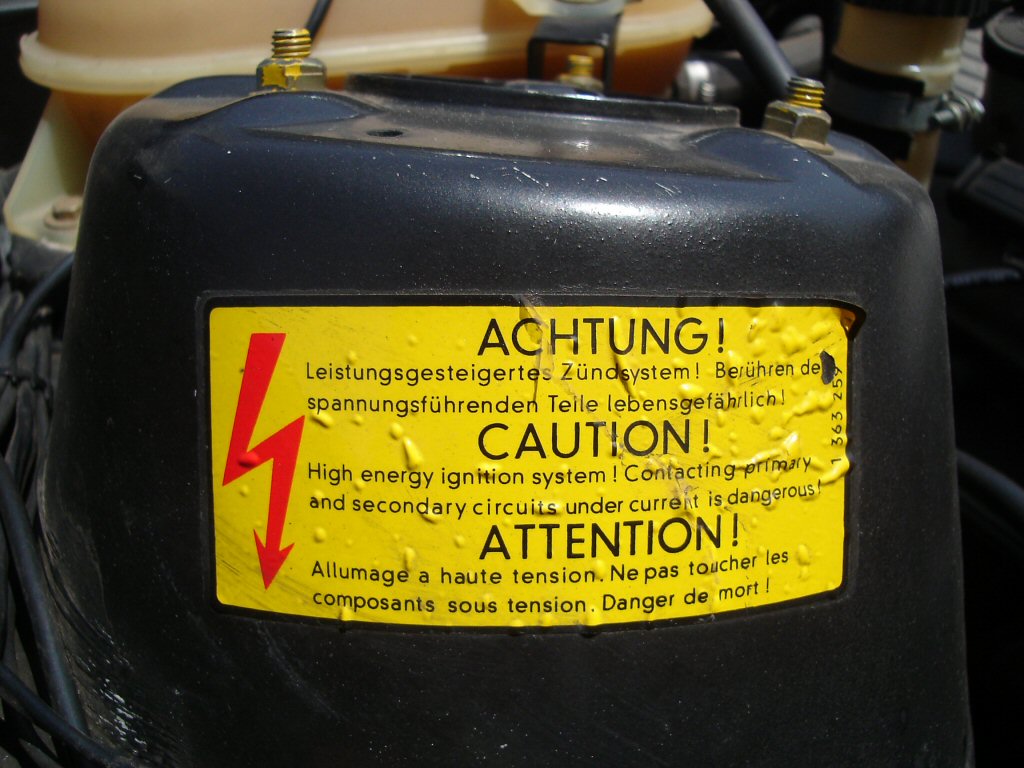 ACHTUNG!
Leistungsgesteigertes Zündsystem! Berühren de
spannungsführenden Teile lebensgefährlich!
CAUTION!
High energy ignition system! Contacting primary
and secondary circuits under current is dangerous!
ATTENTION!
Allumage a haute tension. Ne pas toucher les
composants sous tension. Danger de mort!
1 363 257